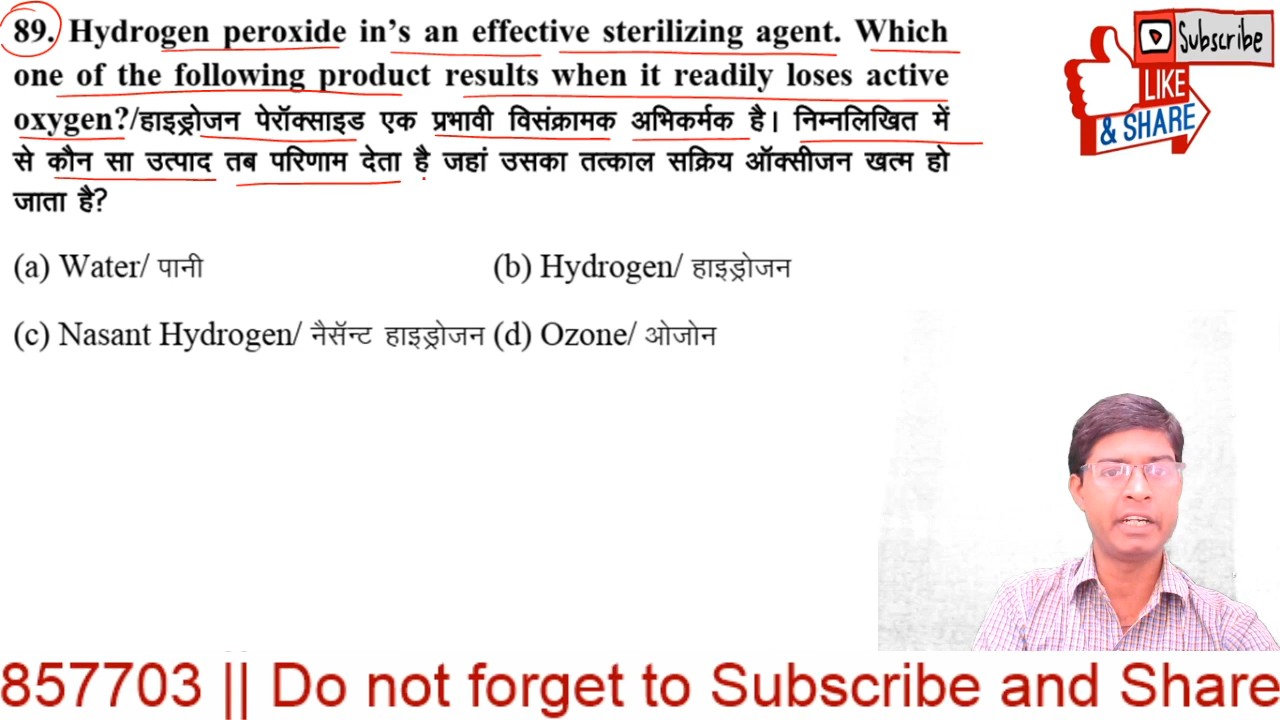 89. Hydrogen peroxide in’s an effective sterilizing agent. Which
one of the following product results when it readily loses active
oxygen?/हाइड्रोजन पेरॉक्साइड एक प्रभावी विसंक्रामक अभिकर्मक है। निम्नलिखित में
से कौन सा उत्पाद तब परिणाम देता है जहां उसका तत्काल सक्रिय ऑक्सीजन खत्म हो
जाता है?
(a) Water/ पानी
(b) Hydrogen/ हाइड्रोजन
(c) Nasant Hydrogen/ नैसॅन्ट हाइड्रोजन
(d) Ozone/ ओजोन
Subscribe
LIKE
& SHARE
857703 || Do not forget to Subscribe and Share